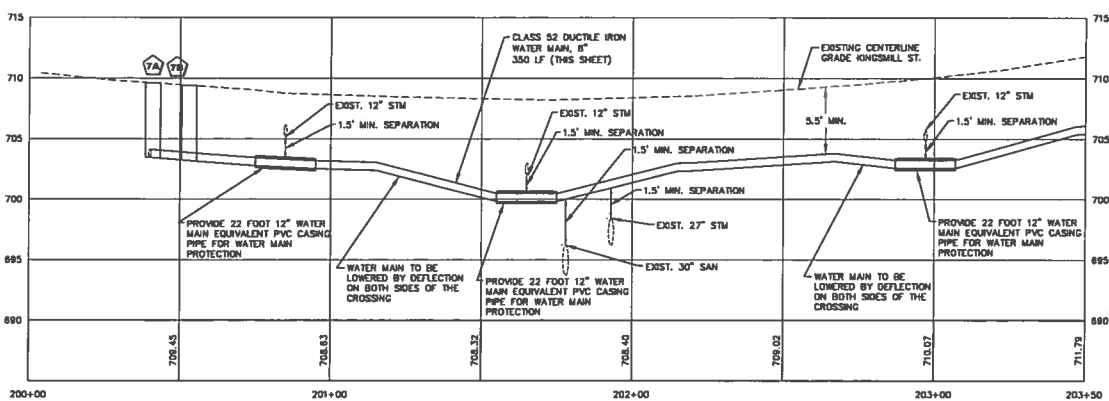 715
710
705
700
695
690
715
710
705
700
695
690
7A
7B
CLASS 52 DUCTILE IRON
WATER MAIN, 8"
350 LF (THIS SHEET)
EXISTING CENTERLINE
GRADE KINGSMILL ST.
EXIST. 12" STM
1.5' MIN. SEPARATION
EXIST. 12" STM
1.5' MIN. SEPARATION
1.5' MIN. SEPARATION
5.5' MIN.
EXIST. 12" STM
1.5' MIN. SEPARATION
PROVIDE 22 FOOT 12" WATER
MAIN EQUIVALENT PVC CASING
PIPE FOR WATER MAIN
PROTECTION
WATER MAIN TO BE
LOWERED BY DEFLECTION
ON BOTH SIDES OF THE
CROSSING
PROVIDE 22 FOOT 12" WATER
MAIN EQUIVALENT PVC CASING
PIPE FOR WATER MAIN
PROTECTION
1.5' MIN. SEPARATION
EXIST. 27" STM
EXIST. 30" SAN
WATER MAIN TO BE
LOWERED BY DEFLECTION
ON BOTH SIDES OF THE
CROSSING
PROVIDE 22 FOOT 12" WATER
MAIN EQUIVALENT PVC CASING
PIPE FOR WATER MAIN
PROTECTION
709.45
708.63
708.32
708.40
709.02
710.07
711.79
200+00
201+00
202+00
203+00
203+50